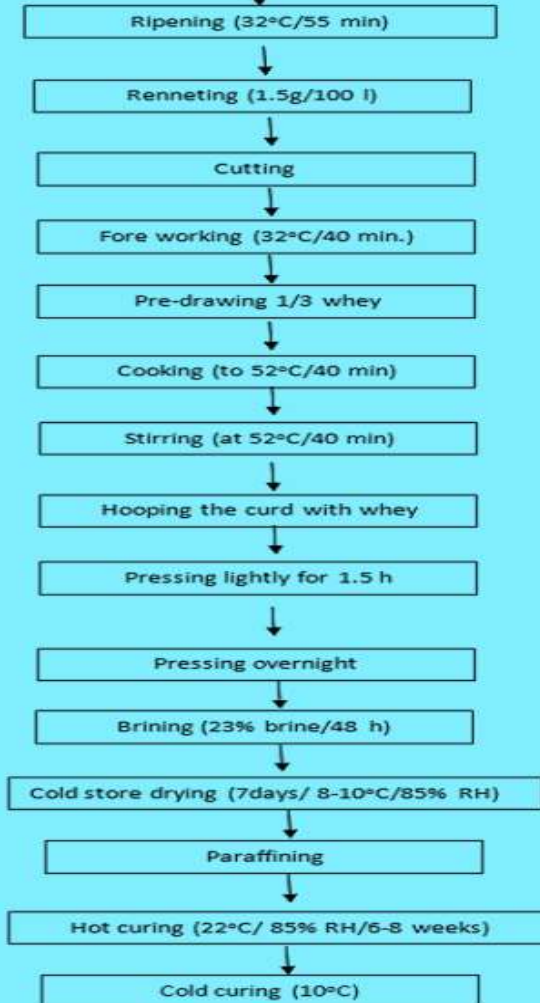 Ripening (32°C/55 min)
Renneting (1.5g/100 l)
Cutting
Fore working (32°C/40 min.)
Pre-drawing 1/3 whey
Cooking (to 52°C/40 min)
Stirring (at 52°C/40 min)
Hooping the curd with whey
Pressing lightly for 1.5 h
Pressing overnight
Brining (23% brine/48 h)
Cold store drying (7days/ 8-10°C/85% RH)
Paraffining
Hot curing (22°C/ 85% RH/6-8 weeks)
Cold curing (10°C)